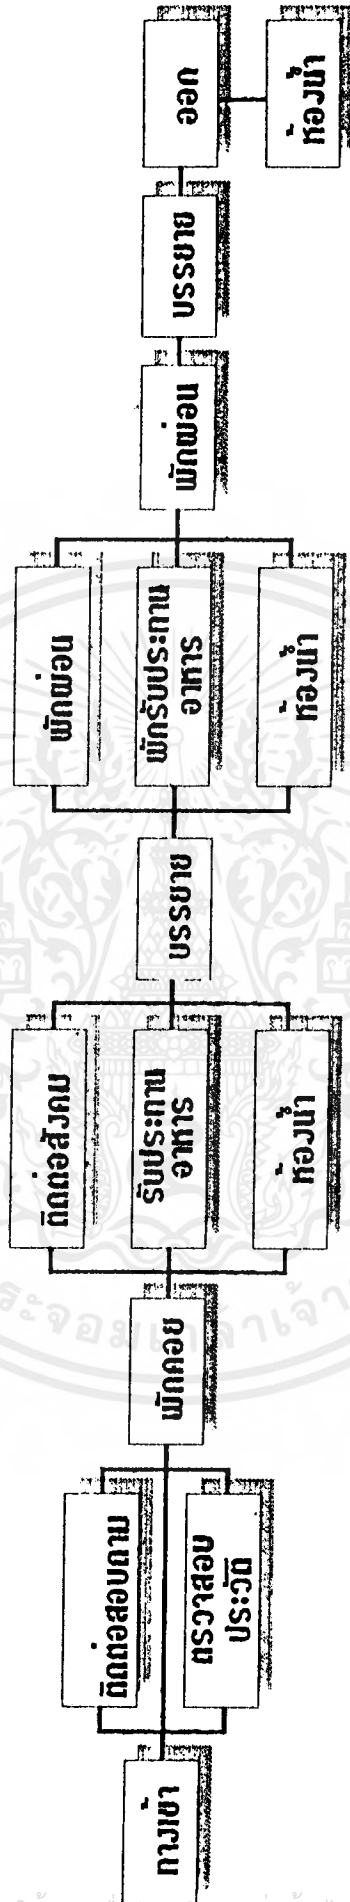 เข้างาน
ติดต่อสอบถาม
ตรวจสอบ
ประวัติ
พักคอย
ห้องน้ำ
รับประทาน
อาหาร
ติดต่อสังคม
บรรยาย
ห้องน้ำ
พักรับประทาน
อาหาร
พักผ่อน
พักผ่อน
บรรยาย
ห้องน้ำ
ออก